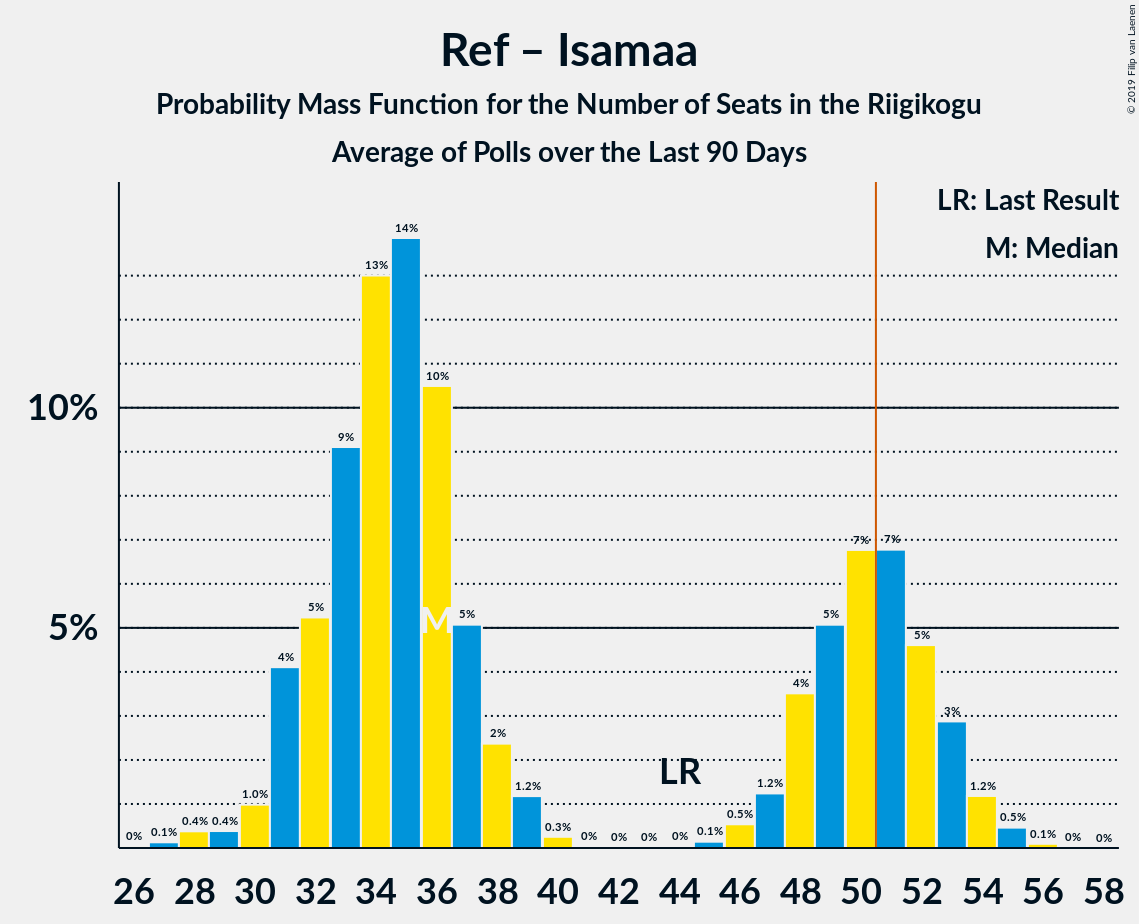 Ref – Isamaa
Probability Mass Function for the Number of Seats in the Riigikogu
Average of Polls over the Last 90 Days
© 2019 Filip van Laenen
LR: Last Result
M: Median
10%
5%
0% 0.1% 0.4% 0.4% 1.0% 4% 5% 9% 13% 14% 10% 5% 2% 1.2% 0.3% 0% 0% 0% 0% 0.1% 0.5% 1.2% 4% 5% 7% 7% 5% 3% 1.2% 0.5% 0.1% 0% 0%
M
LR
26 28 30 32 34 36 38 40 42 44 46 48 50 52 54 56 58